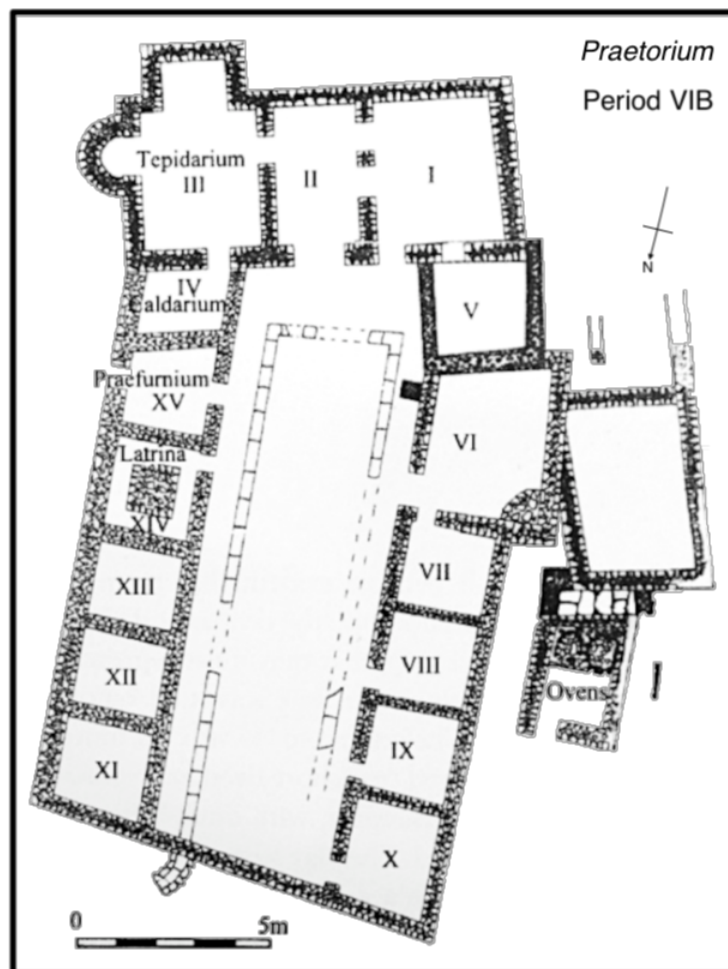 Praetorium
Period VIB
Tepidarium
III
II
I
N
IV
Caldarium
V
Praefurnium
XV
VI
Latrina
XIV
VII
XIII
VIII
XII
Ovens
IX
XI
X
0 5m